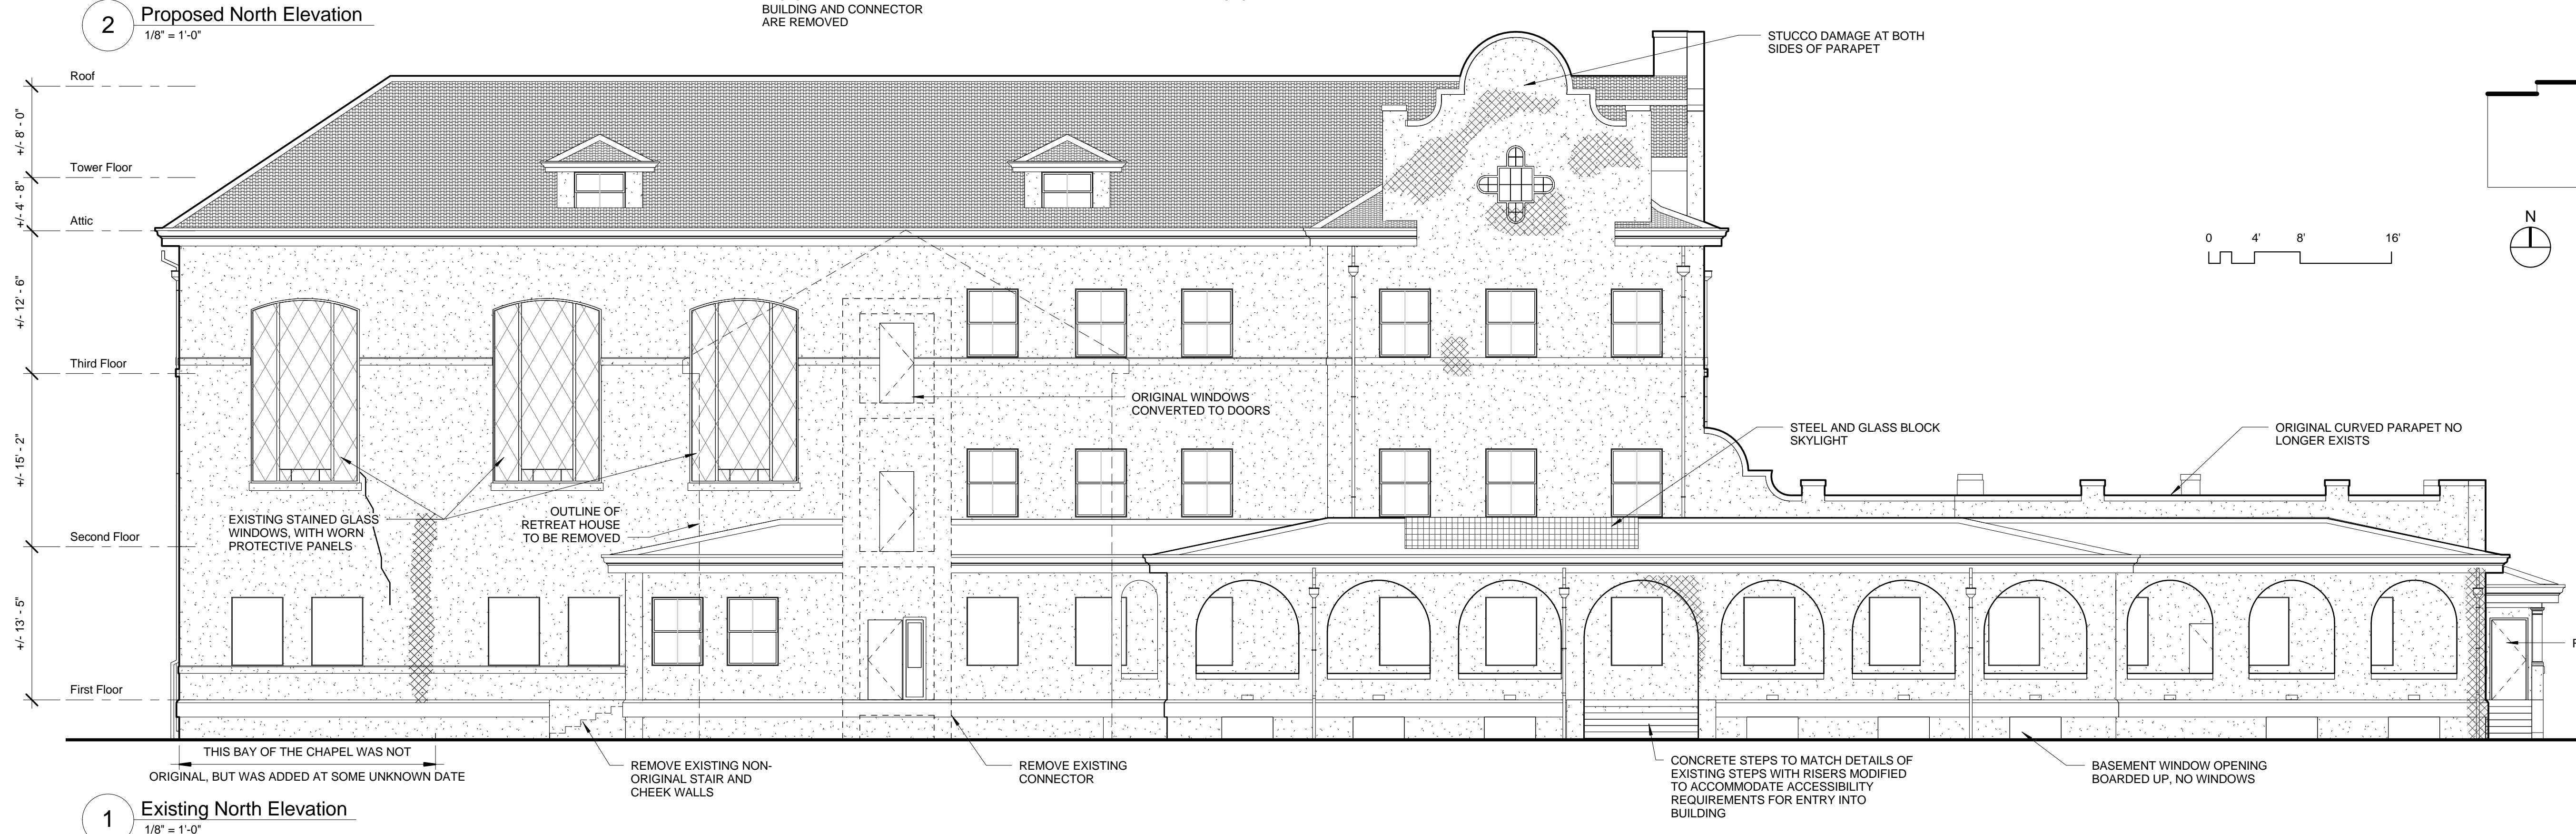 2
Proposed North Elevation
1/8" = 1'-0"
BUILDING AND CONNECTOR
ARE REMOVED
STUCCO DAMAGE AT BOTH
SIDES OF PARAPET
Roof
+/- 8' - 0"
Tower Floor
+/- 4' - 8"
Attic
+/- 12' - 6"
Third Floor
+/- 15' - 2"
Second Floor
+/- 13' - 5"
First Floor
N
0 4' 8' 16'
ORIGINAL WINDOWS
CONVERTED TO DOORS
STEEL AND GLASS BLOCK
SKYLIGHT
ORIGINAL CURVED PARAPET NO
LONGER EXISTS
EXISTING STAINED GLASS
WINDOWS, WITH WORN
PROTECTIVE PANELS
OUTLINE OF
RETREAT HOUSE
TO BE REMOVED
THIS BAY OF THE CHAPEL WAS NOT
ORIGINAL, BUT WAS ADDED AT SOME UNKNOWN DATE
REMOVE EXISTING NON-
ORIGINAL STAIR AND
CHEEK WALLS
REMOVE EXISTING
CONNECTOR
CONCRETE STEPS TO MATCH DETAILS OF
EXISTING STEPS WITH RISERS MODIFIED
TO ACCOMMODATE ACCESSIBILITY
REQUIREMENTS FOR ENTRY INTO
BUILDING
BASEMENT WINDOW OPENING
BOARDED UP, NO WINDOWS
1
Existing North Elevation
1/8" = 1'-0"